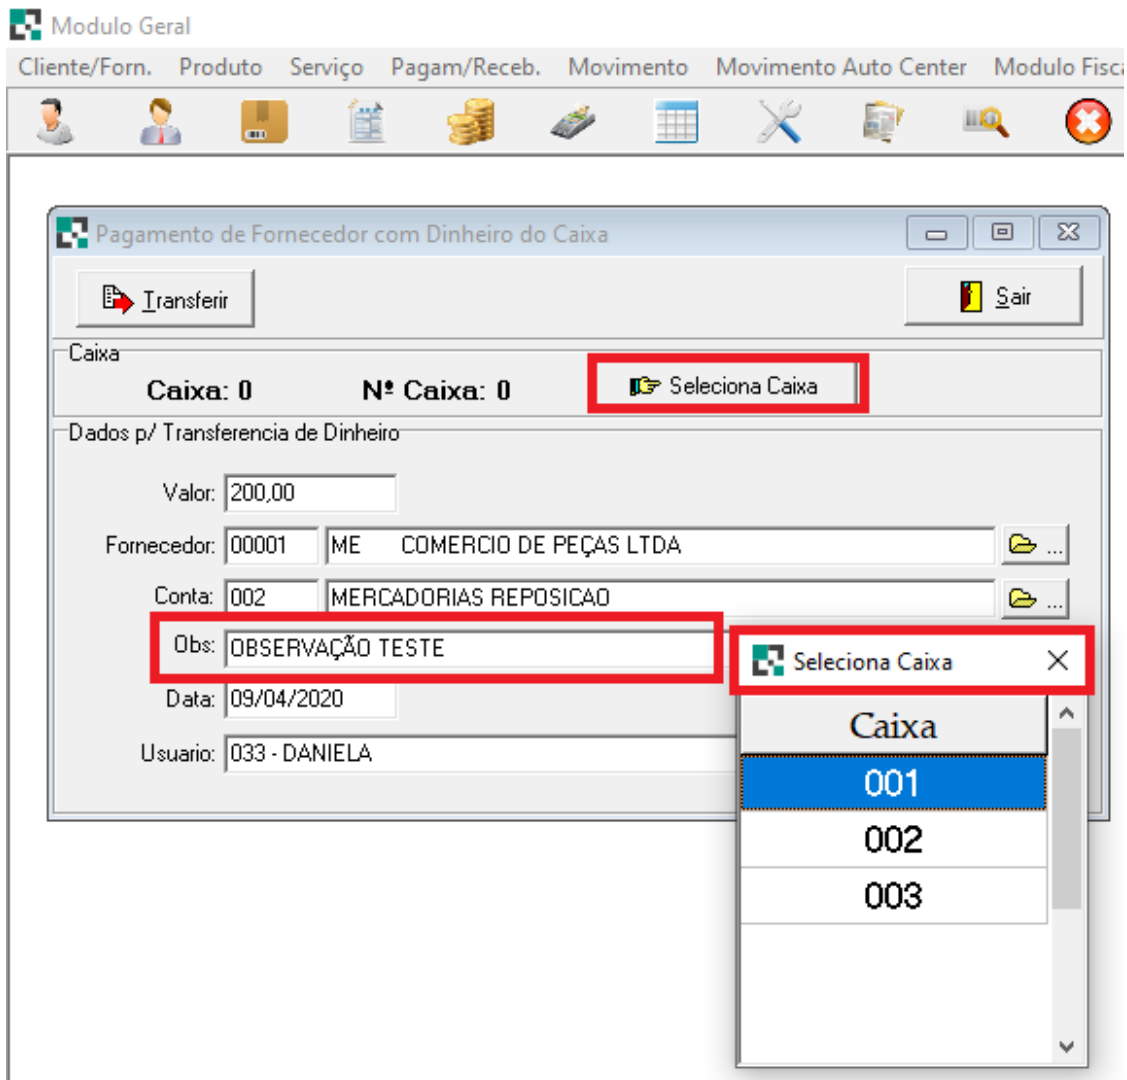 Modulo Geral
Cliente/Forn. Produto Serviço Pagam/Receb. Movimento Movimento Auto Center Modulo Fisca
Pagamento de Fornecedor com Dinheiro do Caixa
Transferir Sair
Caixa
Caixa: 0 Nº Caixa: 0 Seleciona Caixa
Dados p/ Transferencia de Dinheiro
Valor: 200,00
Fornecedor: 00001 ME COMERCIO DE PEÇAS LTDA ...
Conta: 002 MERCADORIAS REPOSICAO ...
Obs: OBSERVAÇÃO TESTE
Data: 09/04/2020
Usuario: 033 - DANIELA
Seleciona Caixa
Caixa
001
002
003